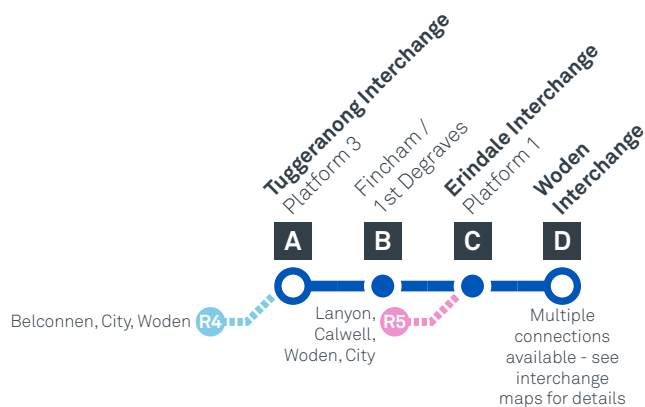 Tuggeranong Interchange
Platform 3
Fincham /
1st Degraves
Erindale Interchange
Platform 1
Woden
Interchange
A
B
C
D
Belconnen, City, Woden R4
Lanyon,
Calwell,
Woden, City
R5
Multiple
connections
available - see
interchange
maps for details